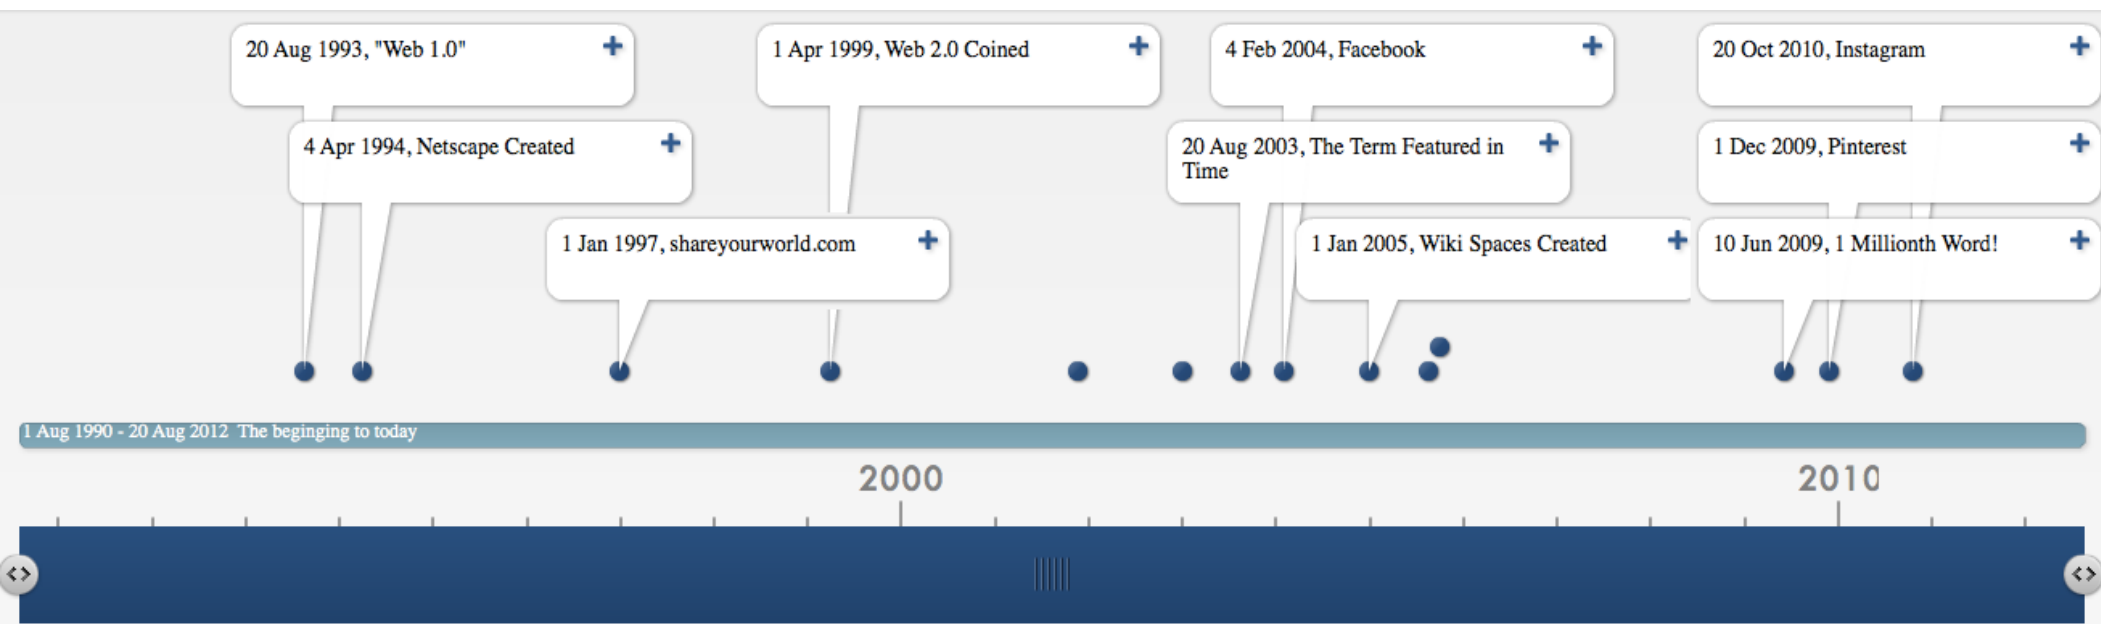 20 Aug 1993, "Web 1.0"
1 Apr 1999, Web 2.0 Coined
4 Feb 2004, Facebook
20 Oct 2010, Instagram
4 Apr 1994, Netscape Created
20 Aug 2003, The Term Featured in
Time
1 Dec 2009, Pinterest
1 Jan 1997, shareyourworld.com
1 Jan 2005, Wiki Spaces Created
10 Jun 2009, 1 Millionth Word!
1 Aug 1990 - 20 Aug 2012 The beginging to today
2000
2010